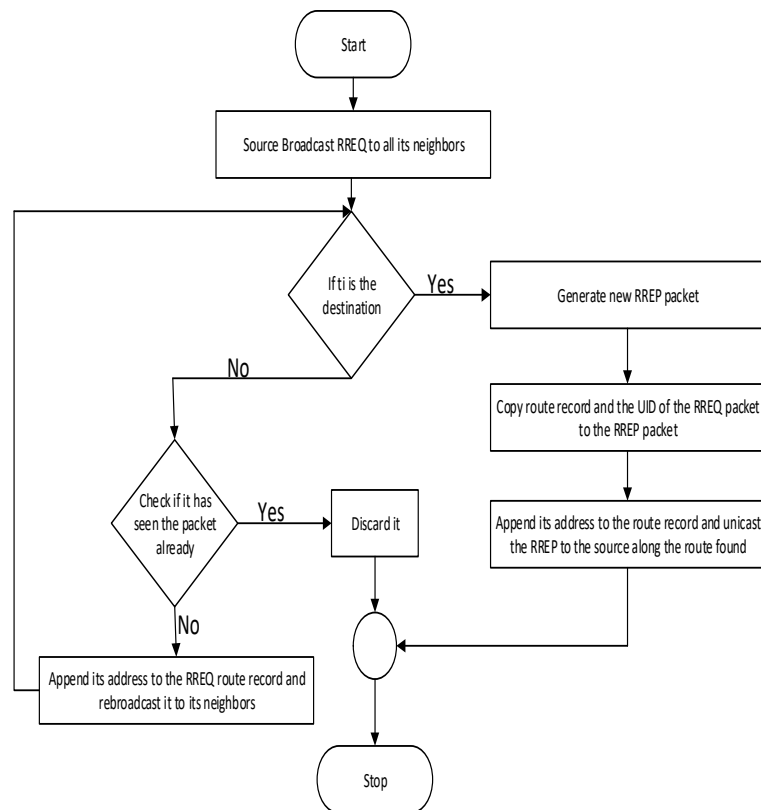 Start
Source Broadcast RREQ to all its neighbors
If ti is the
destination
Yes
Generate new RREP packet
No
Copy route record and the UID of the RREQ packet
to the RREP packet
Check if it has
seen the packet
already
Yes
Discard it
Append its address to the route record and unicast
the RREP to the source along the route found
No
Append its address to the RREQ route record and
rebroadcast it to its neighbors
Stop